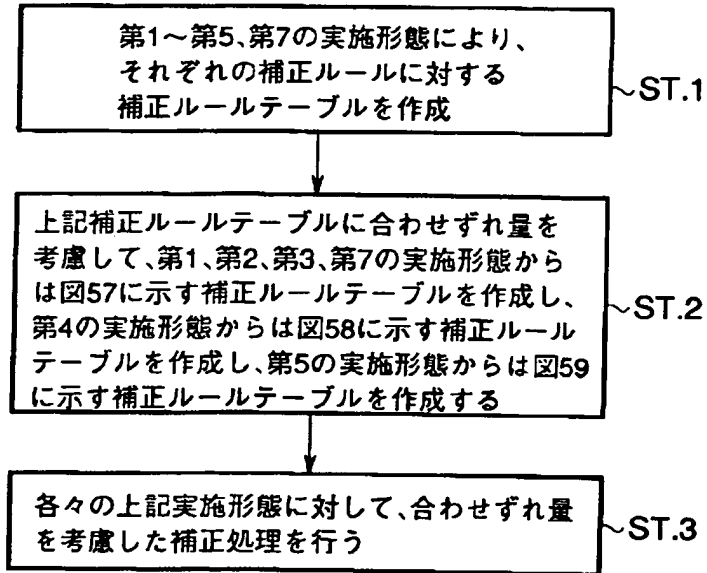 第1～第5、第7の実施形態により、
それぞれの補正ルールに対する
補正ルールテーブルを作成
～ST.1
上記補正ルールテーブルに合わせずれ量を
考慮して、第1、第2、第3、第7の実施形態から
は図57に示す補正ルールテーブルを作成し、
第4の実施形態からは図58に示す補正ルール
テーブルを作成し、第5の実施形態からは図59
に示す補正ルールテーブルを作成する
～ST.2
各々の上記実施形態に対して、合わせずれ量
を考慮した補正処理を行う
～ST.3